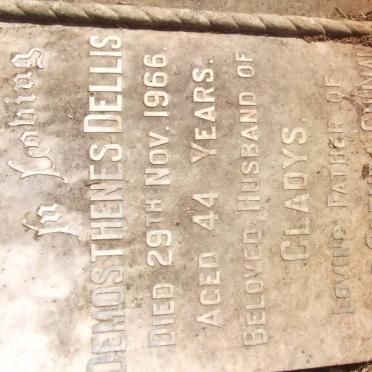 In Loving
DEMOSTHENES DELLIS
DIED 29TH NOV. 1966.
AGED 44 YEARS.
BELOVED HUSBAND OF
GLADYS.
LOVING FATHER OF